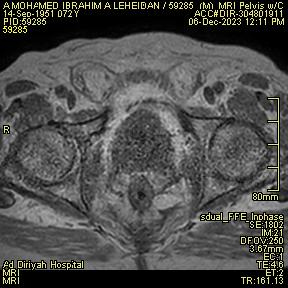 A MOHAMED IBRAHIM A LEHEIDAN / 59285 (M) MRI Pelvis w/C
14-Sep-1951 072Y
ACC#DIR-304801911
PID:59285
06-Dec-2023 12:11 PM
59285
R
80mm
sdual_FFE_Inphase
SE:1802
IM:21
DFOV:250
3.67mm
EC:1
Ad Diriyah Hospital
TE:4.6
MRI
ET:2
MRI
TR:161.13